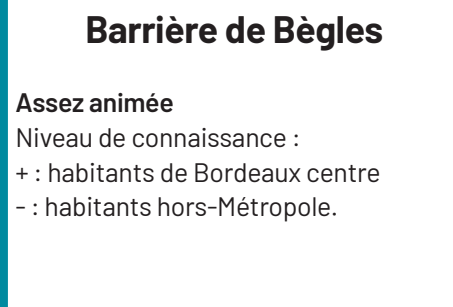 Barrière de Bègles
Assez animée
Niveau de connaissance :
+ : habitants de Bordeaux centre
- : habitants hors-Métropole.